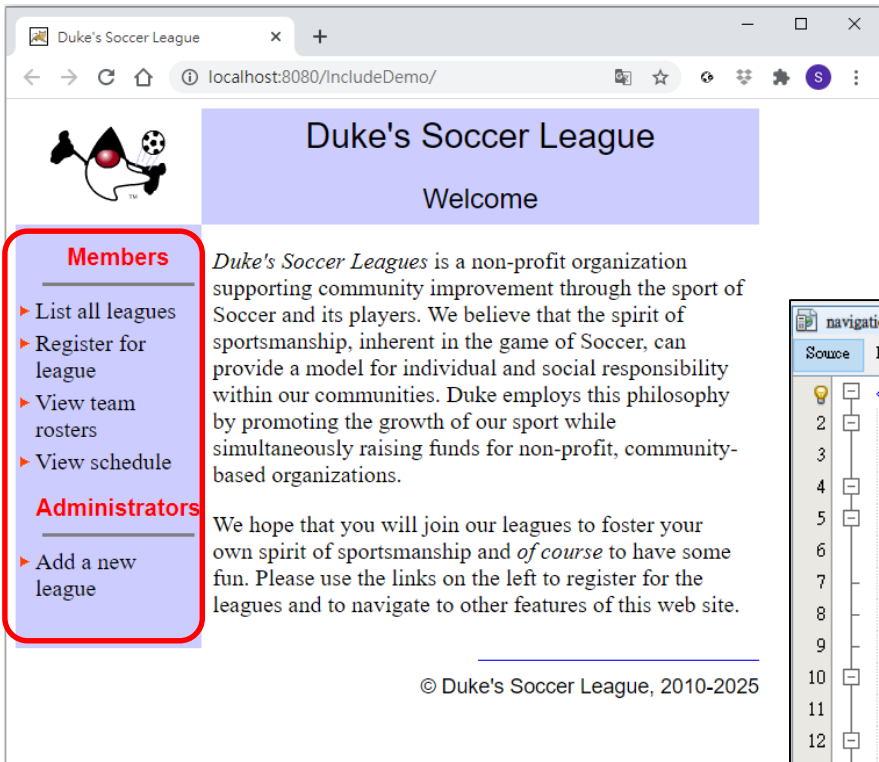 Duke's Soccer League
localhost:8080/IncludeDemo/
S
Duke's Soccer League
Welcome
TM
Members
List all leagues
Register for
league
View team
rosters
View schedule
Administrators
Add a new
league
Duke's Soccer Leagues is a non-profit organization
supporting community improvement through the sport of
Soccer and its players. We believe that the spirit of
sportsmanship, inherent in the game of Soccer, can
provide a model for individual and social responsibility
within our communities. Duke employs this philosophy
by promoting the growth of our sport while
simultaneously raising funds for non-profit, community-
based organizations.
We hope that you will join our leagues to foster your
own spirit of sportsmanship and of course to have some
fun. Please use the links on the left to register for the
leagues and to navigate to other features of this web site.
© Duke's Soccer League, 2010-2025
navigati
Source
2
3
4
5
6
7
8
9
10
11
12